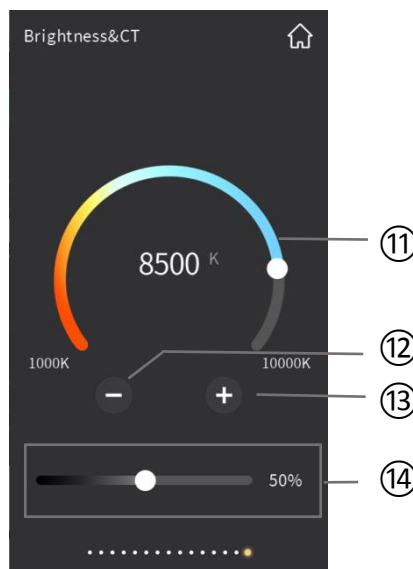 Brightness&CT
8500 K
⑪
1000K
10000K
⑫
− +
⑬
50%
⑭